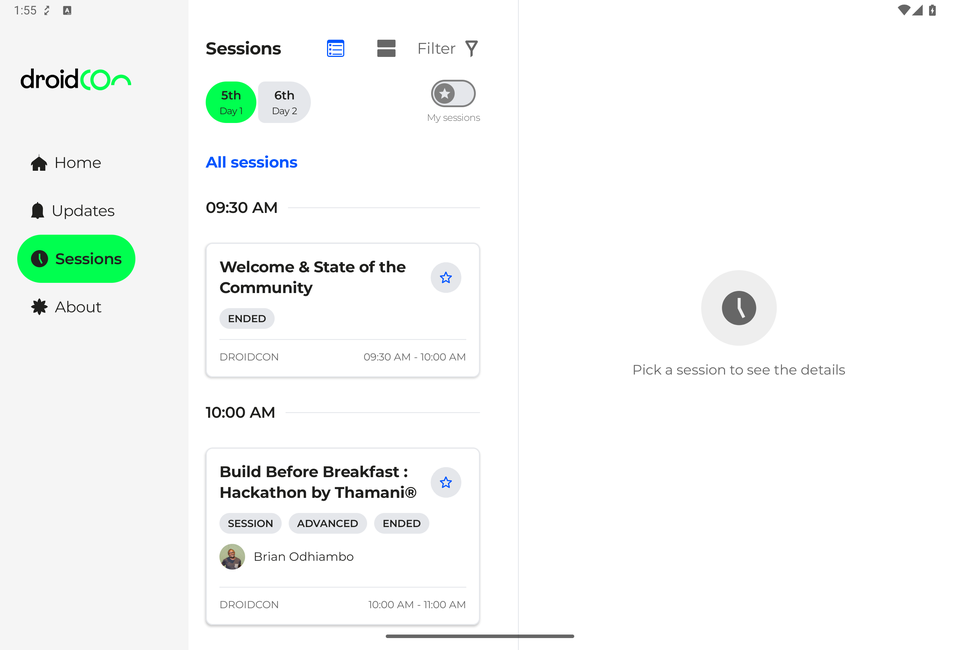 1:55
droidcon
Home
Updates
Sessions
About
Sessions
Filter
5th
Day 1
6th
Day 2
My sessions
All sessions
09:30 AM
Welcome & State of the
Community
ENDED
DROIDCON
09:30 AM - 10:00 AM
10:00 AM
Build Before Breakfast :
Hackathon by Thamani®
SESSION
ADVANCED
ENDED
Brian Odhiambo
DROIDCON
10:00 AM - 11:00 AM
Pick a session to see the details